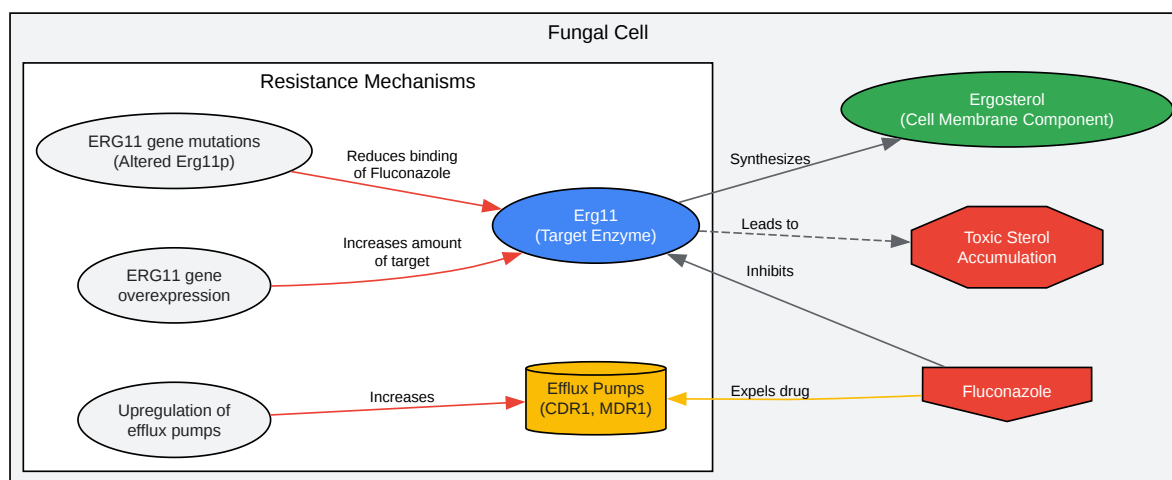 Fungal Cell
Resistance Mechanisms
ERG11 gene mutations
(Altered Erg11p)
Reduces binding
of Fluconazole
ERG11 gene
overexpression
Increases amount
of target
Upregulation of
efflux pumps
Increases
Erg11
(Target Enzyme)
Efflux Pumps
(CDR1, MDR1)
Synthesizes
Leads to
Inhibits
Expels drug
Ergosterol
(Cell Membrane Component)
Toxic Sterol
Accumulation
Fluconazole